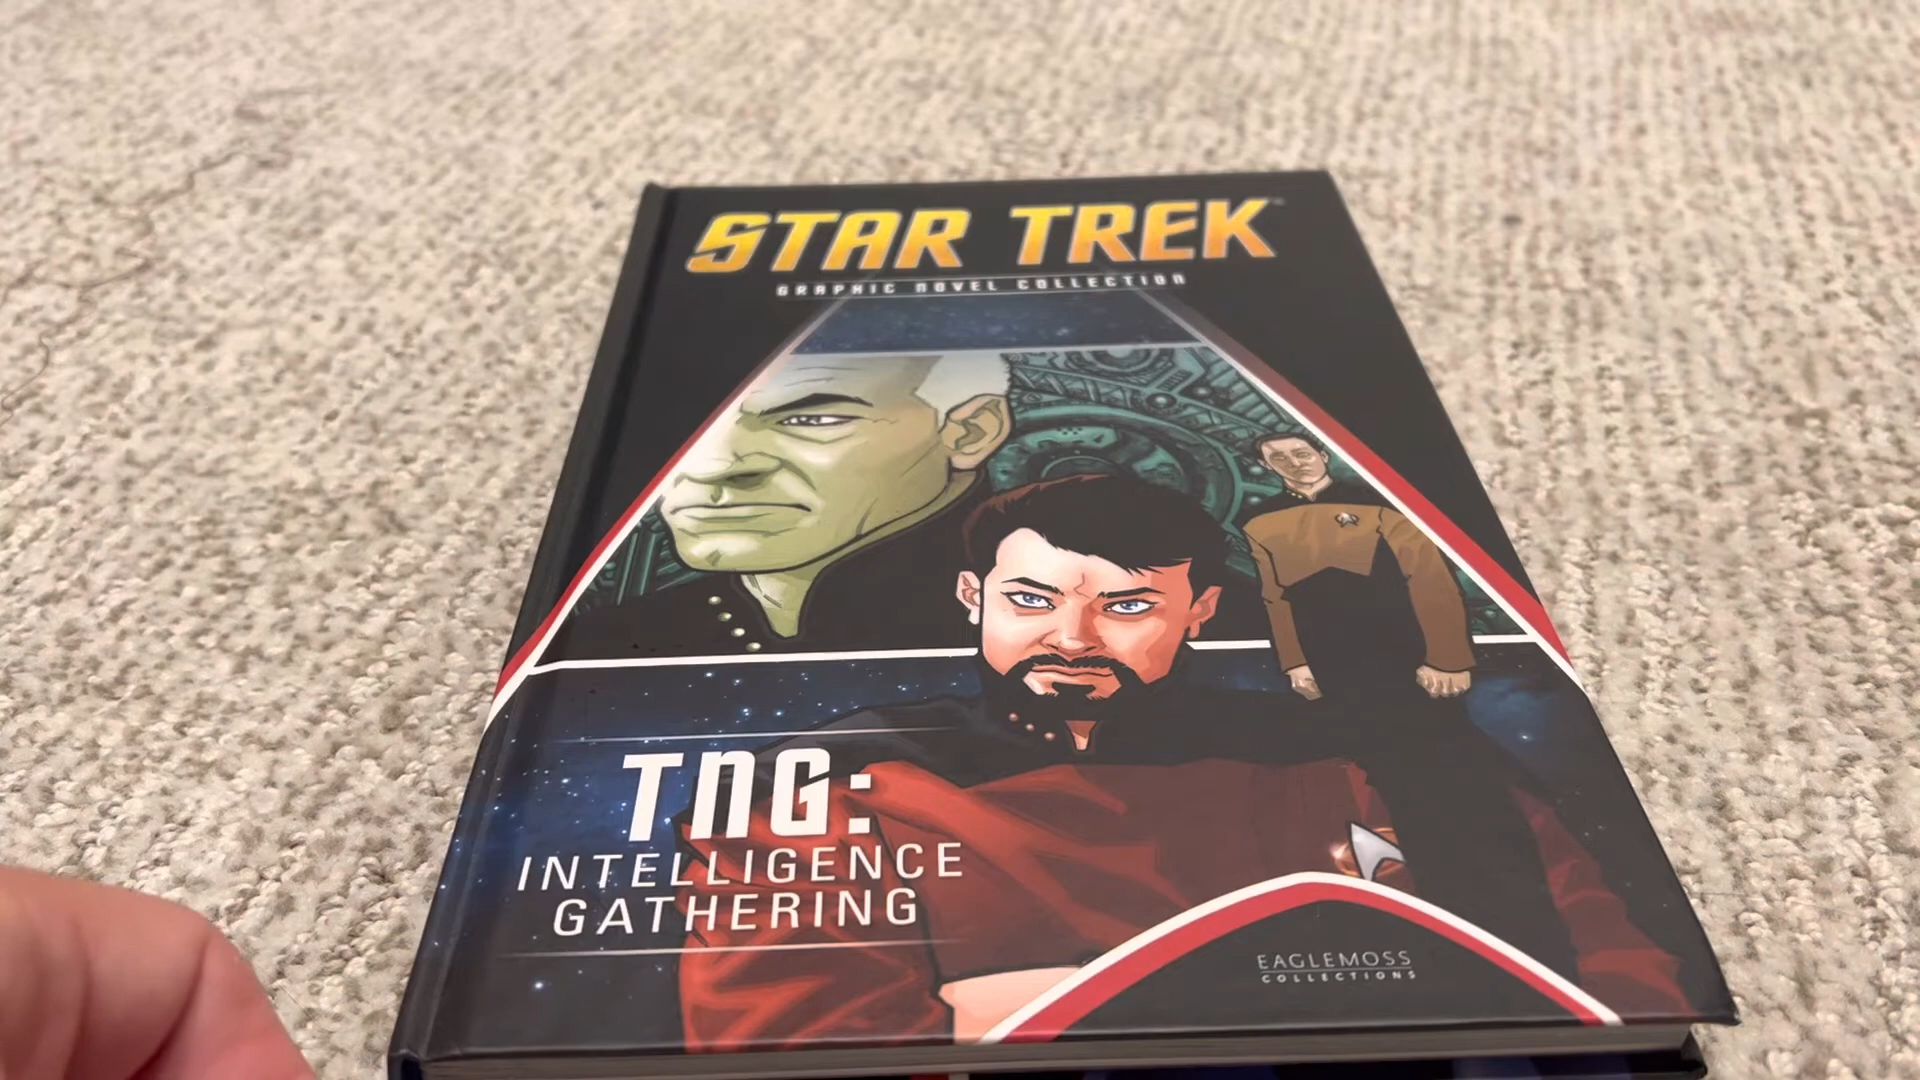 STAR TREK
GRAPHIC NOVEL COLLECTION
TNG:
INTELLIGENCE
GATHERING
EAGLEMOSS
COLLECTIONS